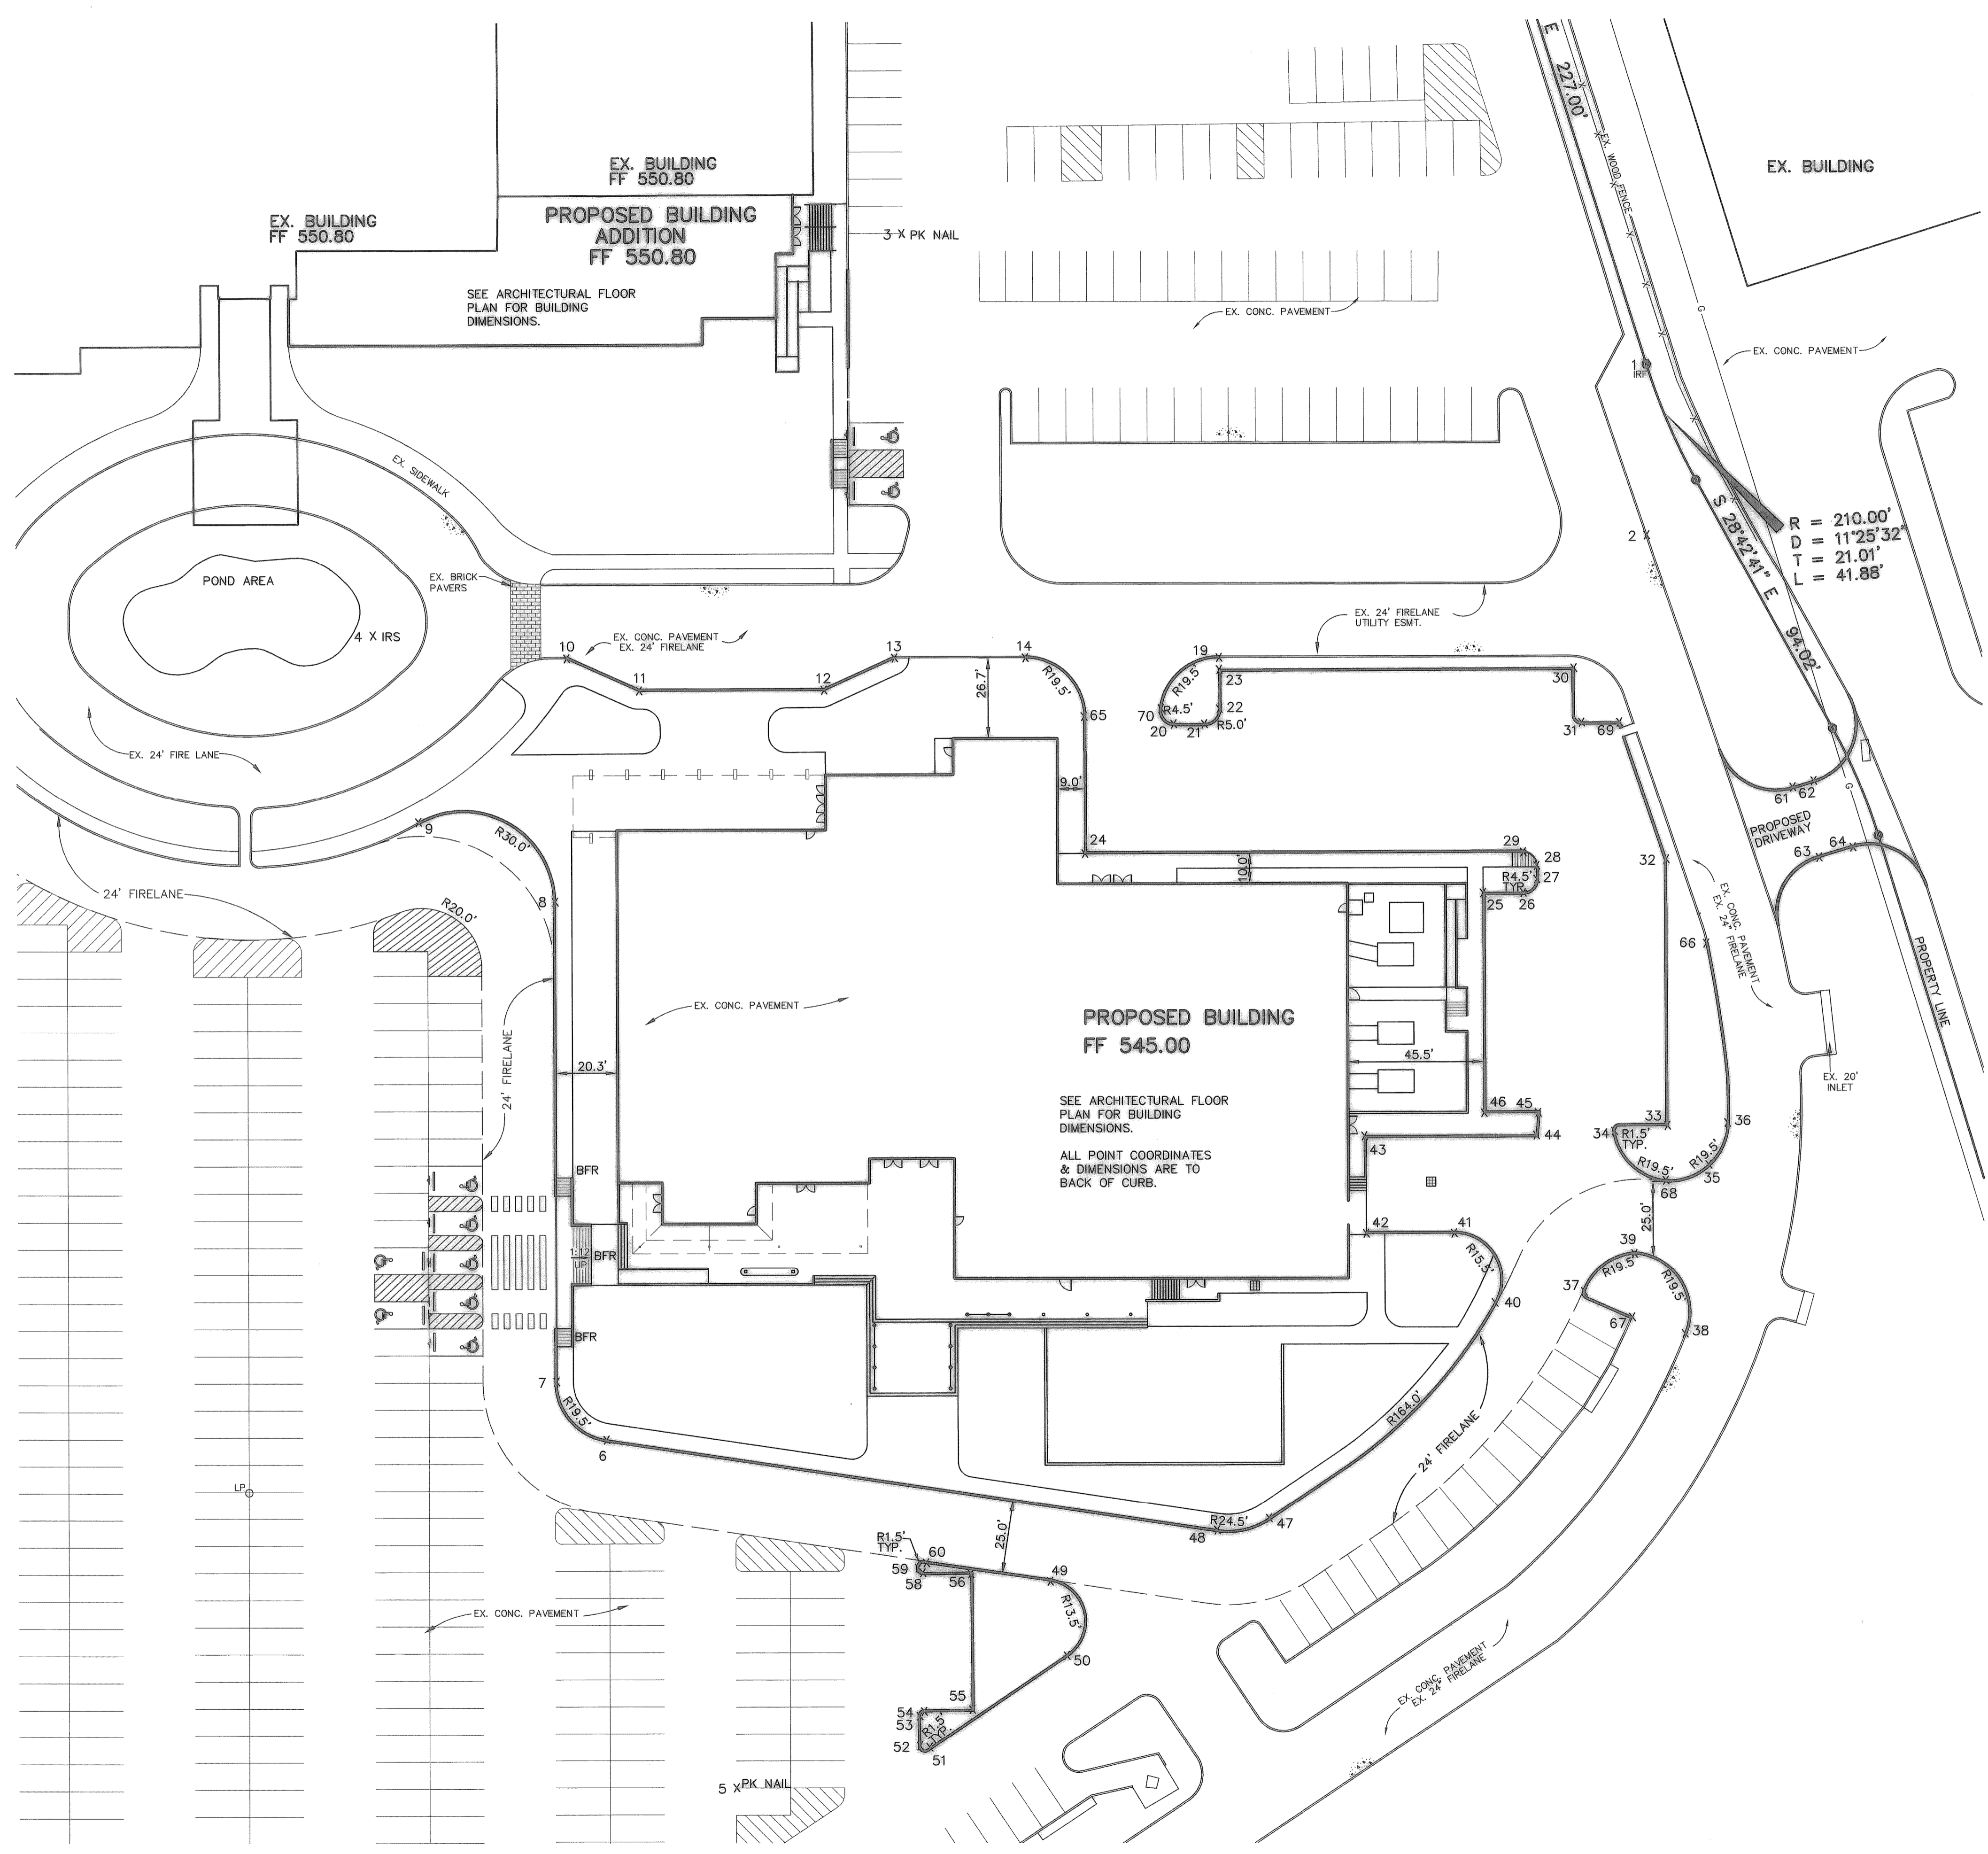 E
227.00'
EX. WOOD FENCE
EX. BUILDING
EX. BUILDING
FF 550.80
EX. BUILDING
FF 550.80
PROPOSED BUILDING
ADDITION
FF 550.80
3 X PK NAIL
SEE ARCHITECTURAL FLOOR
PLAN FOR BUILDING
DIMENSIONS.
EX. CONC. PAVEMENT
G
EX. CONC. PAVEMENT
1
IRF
EX. SIDEWALK
S 28°42'41" E
94.02'
R = 210.00'
D = 11°25'32"
T = 21.01'
L = 41.88'
2
POND AREA
EX. BRICK
PAVERS
4 X IRS
EX. CONC. PAVEMENT
EX. 24' FIRELANE
EX. 24' FIRELANE
UTILITY ESMT.
10
11
12
13
14
R19.5'
26.7'
65
19
R19.5'
23
22
R4.5'
70
20
21
R5.0'
30
31
69
EX. 24' FIRE LANE
9.0'
61
62
G
PROPOSED
DRIVEWAY
63
64
9
R30.0'
24
10.0'
29
28
27
R4.5'
TYP.
25
26
32
24' FIRELANE
R20.0'
8
66
EX. CONC. PAVEMENT
EX. 24" FIRELANE
PROPERTY LINE
EX. CONC. PAVEMENT
PROPOSED BUILDING
FF 545.00
24' FIRELANE
20.3'
45.5'
EX. 20'
INLET
SEE ARCHITECTURAL FLOOR
PLAN FOR BUILDING
DIMENSIONS.
46
45
33
36
34
R1.5'
TYP.
44
43
ALL POINT COORDINATES
& DIMENSIONS ARE TO
BACK OF CURB.
BFR
R19.5'
R19.5'
35
68
25.0'
42
41
R15.5'
39
1:12
UP
BFR
R19.5'
R19.5'
37
40
67
38
BFR
7
R19.5'
6
R164.0'
24' FIRELANE
LP
R24.5'
48
47
25.0'
R1.5'
TYP.
60
59
58
56
49
R13.5'
EX. CONC. PAVEMENT
50
EX. CONC. PAVEMENT
EX. 24" FIRELANE
55
54
53
R1.5'
TYP.
52
51
5 X PK NAIL